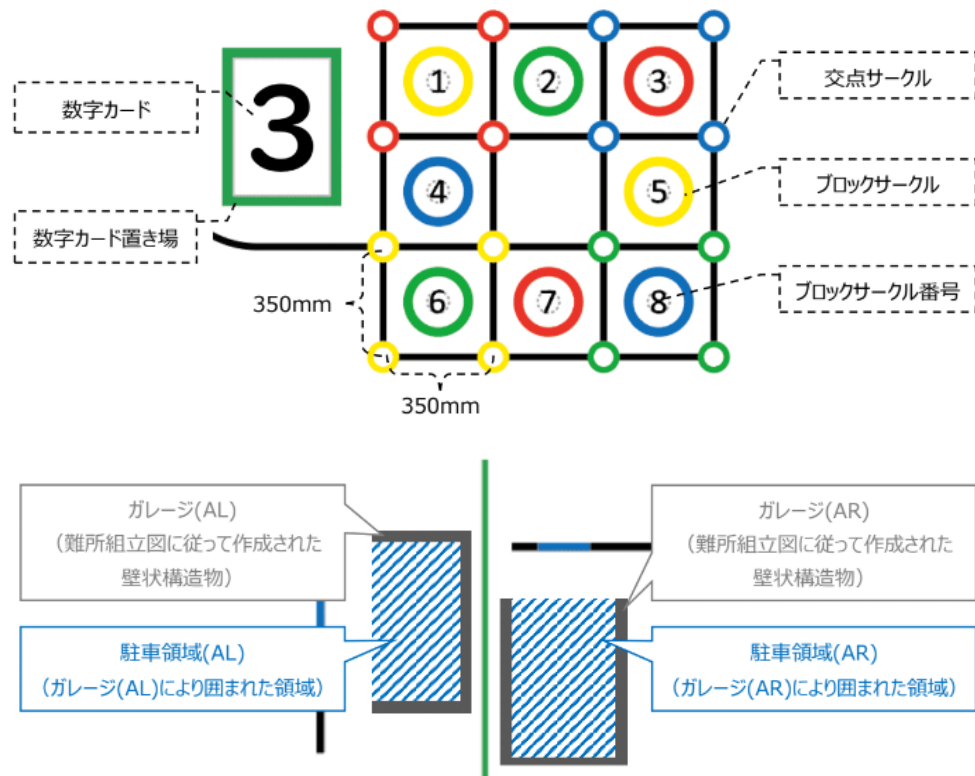 数字カード
3
数字カード置き場
1
2
3
4
5
6
7
8
交点サークル
ブロックサークル
ブロックサークル番号
350mm
350mm
ガレージ(AL)
(難所組立図に従って作成された
壁状構造物)
駐車領域(AL)
(ガレージ(AL)により囲まれた領域)
ガレージ(AR)
(難所組立図に従って作成された
壁状構造物)
駐車領域(AR)
(ガレージ(AR)により囲まれた領域)